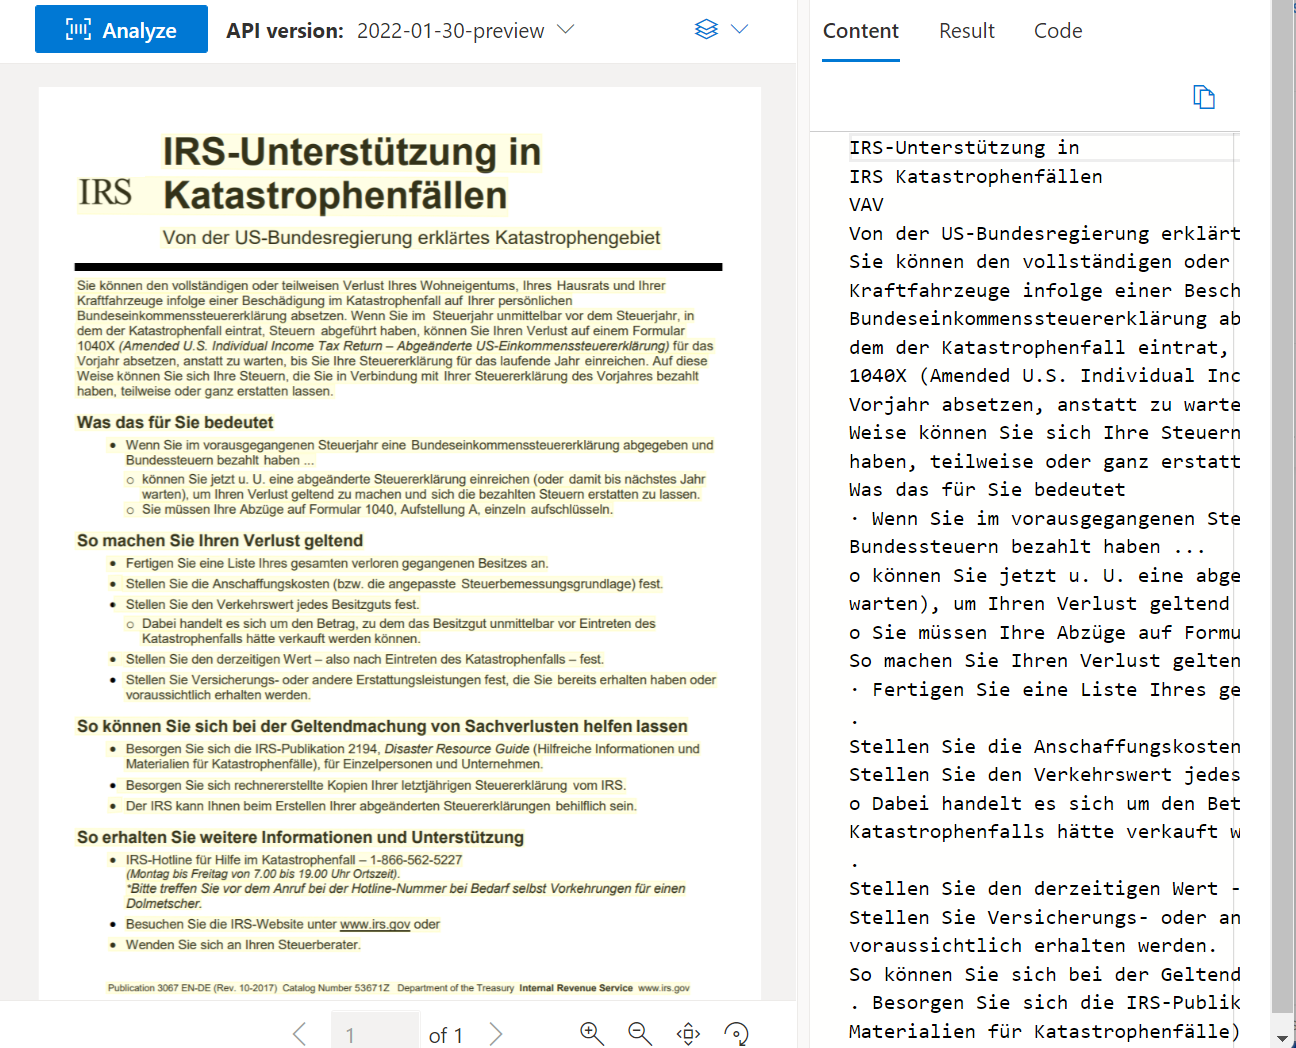 Analyze
API version: 2022-01-30-preview
IRS-Unterstützung in
IRS Katastrophenfällen
Von der US-Bundesregierung erklärtes Katastrophengebiet
Sie können den vollständigen oder teilweisen Verlust Ihres Wohneigentums, Ihres Hausrats und Ihrer
Kraftfahrzeuge infolge einer Beschädigung im Katastrophenfall auf Ihrer persönlichen
Bundeseinkommenssteuererklärung absetzen. Wenn Sie im Steuerjahr unmittelbar vor dem Steuerjahr, in
dem der Katastrophenfall eintrat, Steuern abgeführt haben, können Sie Ihren Verlust auf einem Formular
1040X (Amended U.S. Individual Income Tax Return – Abgeänderte US-Einkommenssteuererklärung) für das
Vorjahr absetzen, anstatt zu warten, bis Sie Ihre Steuererklärung für das laufende Jahr einreichen. Auf diese
Weise können Sie sich Ihre Steuern, die Sie in Verbindung mit Ihrer Steuererklärung des Vorjahres bezahlt
haben, teilweise oder ganz erstatten lassen.
Was das für Sie bedeutet
• Wenn Sie im vorausgegangenen Steuerjahr eine Bundeseinkommenssteuererklärung abgegeben und
Bundessteuern bezahlt haben ...
o können Sie jetzt u. U. eine abgeänderte Steuererklärung einreichen (oder damit bis nächstes Jahr
warten), um Ihren Verlust geltend zu machen und sich die bezahlten Steuern erstatten zu lassen.
o Sie müssen Ihre Abzüge auf Formular 1040, Aufstellung A, einzeln aufschlüsseln.
So machen Sie Ihren Verlust geltend
• Fertigen Sie eine Liste Ihres gesamten verloren gegangenen Besitzes an.
• Stellen Sie die Anschaffungskosten (bzw. die angepasste Steuerbemessungsgrundlage) fest.
• Stellen Sie den Verkehrswert jedes Besitzguts fest.
o Dabei handelt es sich um den Betrag, zu dem das Besitzgut unmittelbar vor Eintreten des
Katastrophenfalls hätte verkauft werden können.
• Stellen Sie den derzeitigen Wert – also nach Eintreten des Katastrophenfalls – fest.
• Stellen Sie Versicherungs- oder andere Erstattungsleistungen fest, die Sie bereits erhalten haben oder
voraussichtlich erhalten werden.
So können Sie sich bei der Geltendmachung von Sachverlusten helfen lassen
• Besorgen Sie sich die IRS-Publikation 2194, Disaster Resource Guide (Hilfreiche Informationen und
Materialien für Katastrophenfälle), für Einzelpersonen und Unternehmen.
• Besorgen Sie sich rechnererstellte Kopien Ihrer letztjährigen Steuererklärung vom IRS.
• Der IRS kann Ihnen beim Erstellen Ihrer abgeänderten Steuererklärungen behilflich sein.
So erhalten Sie weitere Informationen und Unterstützung
• IRS-Hotline für Hilfe im Katastrophenfall – 1-866-562-5227
(Montag bis Freitag von 7.00 bis 19.00 Uhr Ortszeit).
*Bitte treffen Sie vor dem Anruf bei der Hotline-Nummer bei Bedarf selbst Vorkehrungen für einen
Dolmetscher.
• Besuchen Sie die IRS-Website unter www.irs.gov oder
• Wenden Sie sich an Ihren Steuerberater.
Publication 3067 EN-DE (Rev. 10-2017) Catalog Number 53671Z Department of the Treasury Internal Revenue Service www.irs.gov
1 of 1
Content Result Code
IRS-Unterstützung in
IRS Katastrophenfällen
VAV
Von der US-Bundesregierung erklärt
Sie können den vollständigen oder
Kraftfahrzeuge infolge einer Besch
Bundeseinkommenssteuererklärung ab
dem der Katastrophenfall eintrat,
1040X (Amended U.S. Individual Inc
Vorjahr absetzen, anstatt zu warte
Weise können Sie sich Ihre Steuern
haben, teilweise oder ganz erstatt
Was das für Sie bedeutet
· Wenn Sie im vorausgegangenen Ste
Bundessteuern bezahlt haben ...
o können Sie jetzt u. U. eine abge
warten), um Ihren Verlust geltend
o Sie müssen Ihre Abzüge auf Formu
So machen Sie Ihren Verlust gelten
· Fertigen Sie eine Liste Ihres ge
.
Stellen Sie die Anschaffungskosten
Stellen Sie den Verkehrswert jedes
o Dabei handelt es sich um den Bet
Katastrophenfalls hätte verkauft w
.
Stellen Sie den derzeitigen Wert -
Stellen Sie Versicherungs- oder an
voraussichtlich erhalten werden.
So können Sie sich bei der Geltend
. Besorgen Sie sich die IRS-Publik
Materialien für Katastrophenfälle)